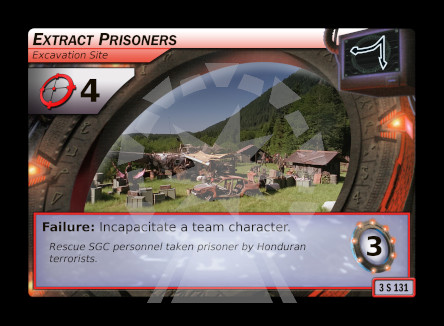 EXTRACT PRISONERS
Excavation Site
4
Failure: Incapacitate a team character.
Rescue SGC personnel taken prisoner by Honduran
terrorists.
3
3 S 131